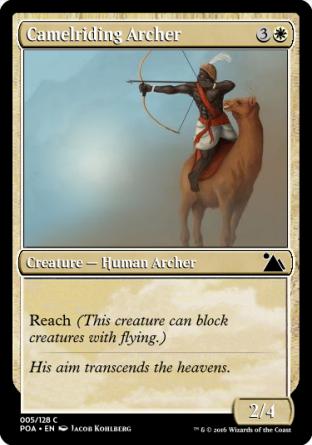 Camelriding Archer 3
Creature — Human Archer
Reach (This creature can block
creatures with flying.)
His aim transcends the heavens.
2/4
005/128 C
POA • EN Jacob Kohlberg
™ & © 2016 Wizards of the Coast